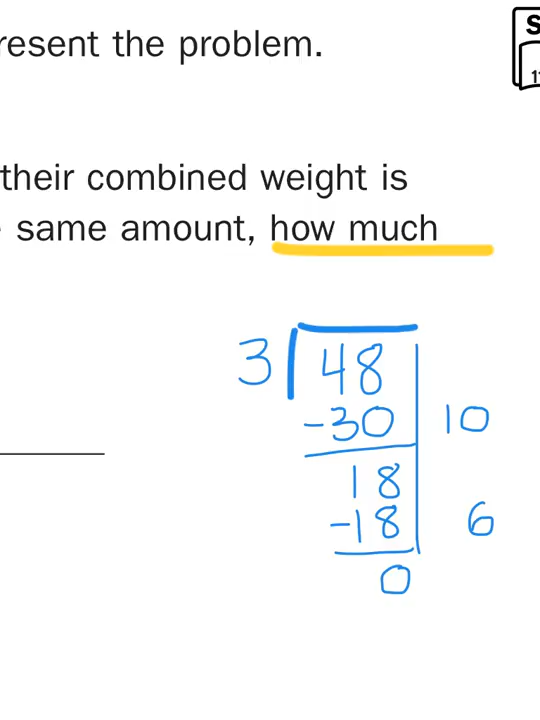 resent the problem.
S
their combined weight is
same amount, how much
3 48
-30 10
18
-18 6
0